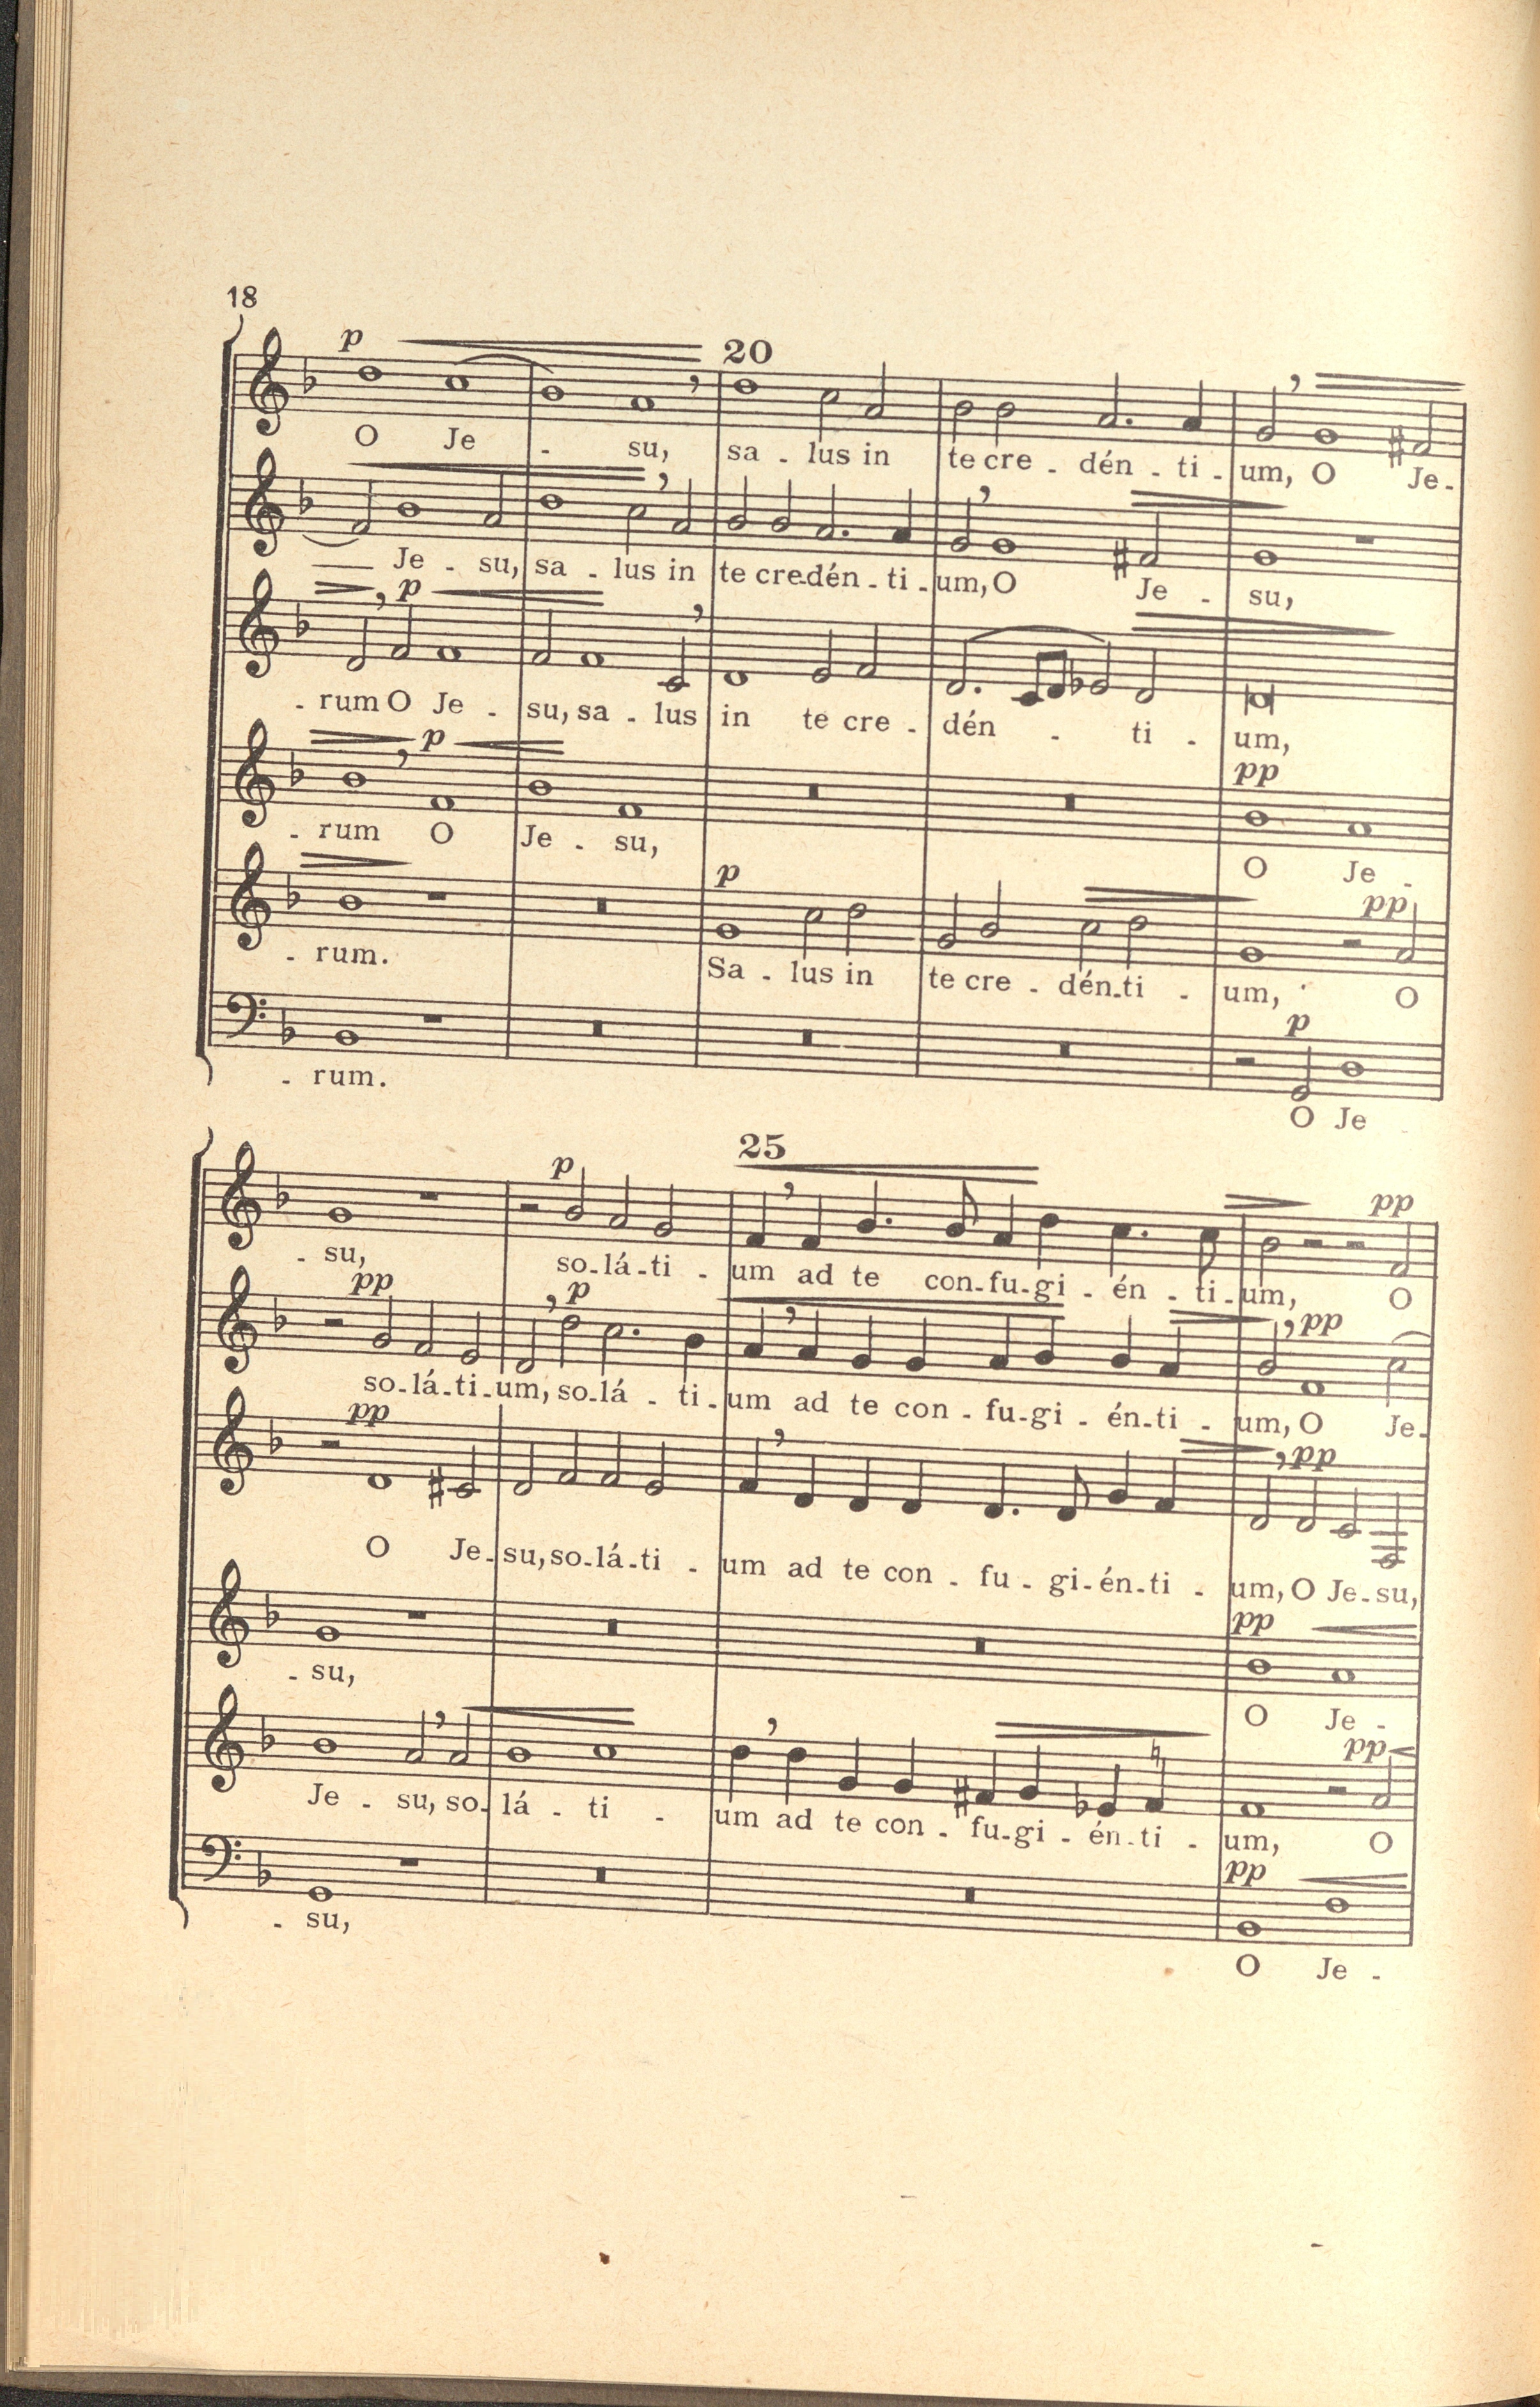 18
p
20
O Je - su, sa - lus in te cre - dén - ti - um, O Je -
Je - su, sa - lus in te cre - dén - ti - um, O Je - su,
p
- rum O Je - su, sa - lus in te cre - dén - ti - um,
p pp
- rum O Je - su, O Je -
p pp
- rum. Sa - lus in te cre - dén - ti - um, O
p
- rum. O Je
25
p pp
- su, so - lá - ti - um ad te con - fu - gi - én - ti - um, O
pp p pp
so - lá - ti - um, so - lá - ti - um ad te con - fu - gi - én - ti - um, O Je -
pp pp
O Je - su, so - lá - ti - um ad te con - fu - gi - én - ti - um, O Je - su,
pp
- su, O Je -
pp
Je - su, so - lá - ti - um ad te con - fu - gi - én - ti - um, O
pp
- su, O Je -